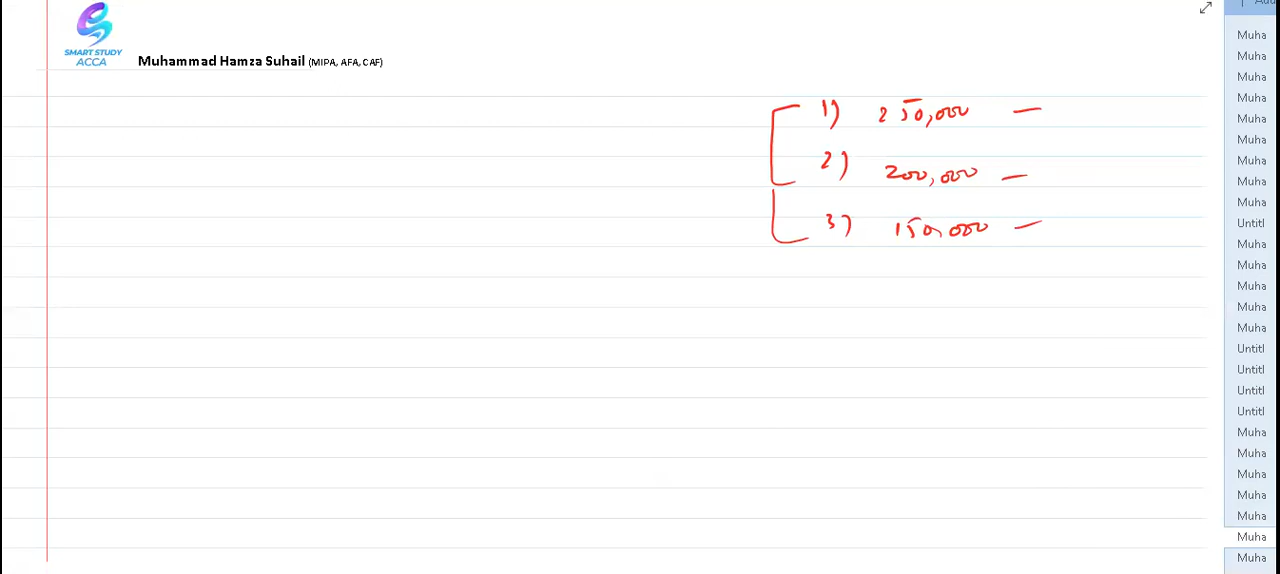 SMART STUDY
ACCA
Muhammad Hamza Suhail (MIPA, AFA, CAF)
1) 250,000 —
2) 200,000 —
3) 150,000 —
Muha
Muha
Muha
Muha
Muha
Muha
Muha
Muha
Muha
Untitl
Muha
Muha
Muha
Muha
Muha
Untitl
Untitl
Untitl
Untitl
Muha
Muha
Muha
Muha
Muha
Muha
Muha